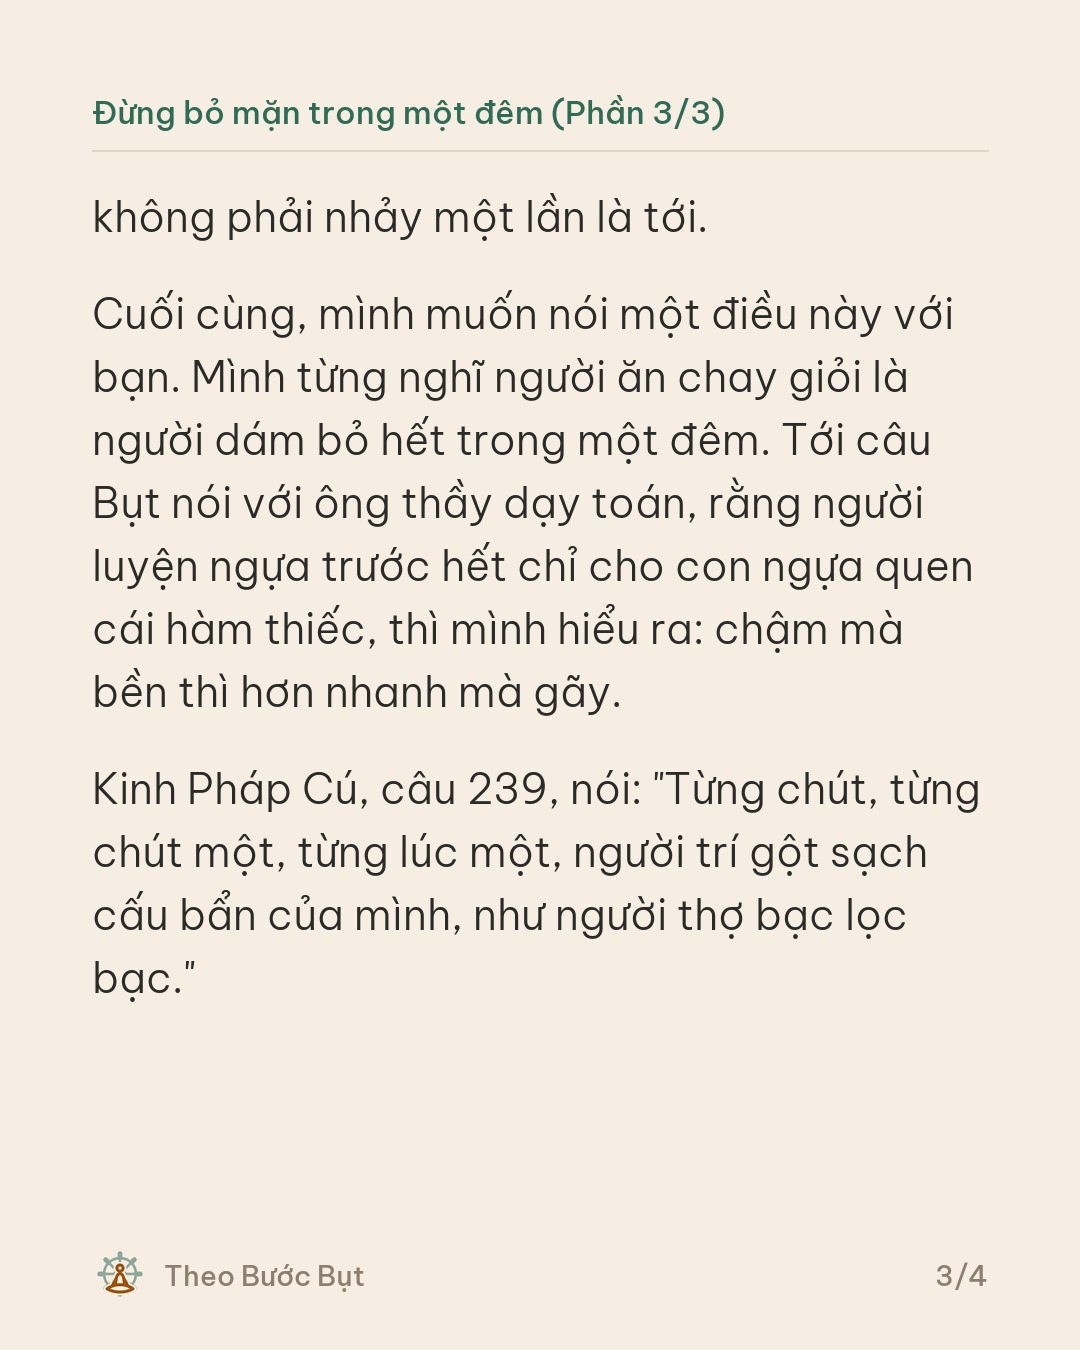 Đừng bỏ mặn trong một đêm (Phần 3/3)
không phải nhảy một lần là tới.
Cuối cùng, mình muốn nói một điều này với
bạn. Mình từng nghĩ người ăn chay giỏi là
người dám bỏ hết trong một đêm. Tới câu
Bụt nói với ông thầy dạy toán, rằng người
luyện ngựa trước hết chỉ cho con ngựa quen
cái hàm thiếc, thì mình hiểu ra: chậm mà
bền thì hơn nhanh mà gãy.
Kinh Pháp Cú, câu 239, nói: "Từng chút, từng
chút một, từng lúc một, người trí gột sạch
cấu bẩn của mình, như người thợ bạc lọc
bạc."
Theo Bước Bụt
3/4